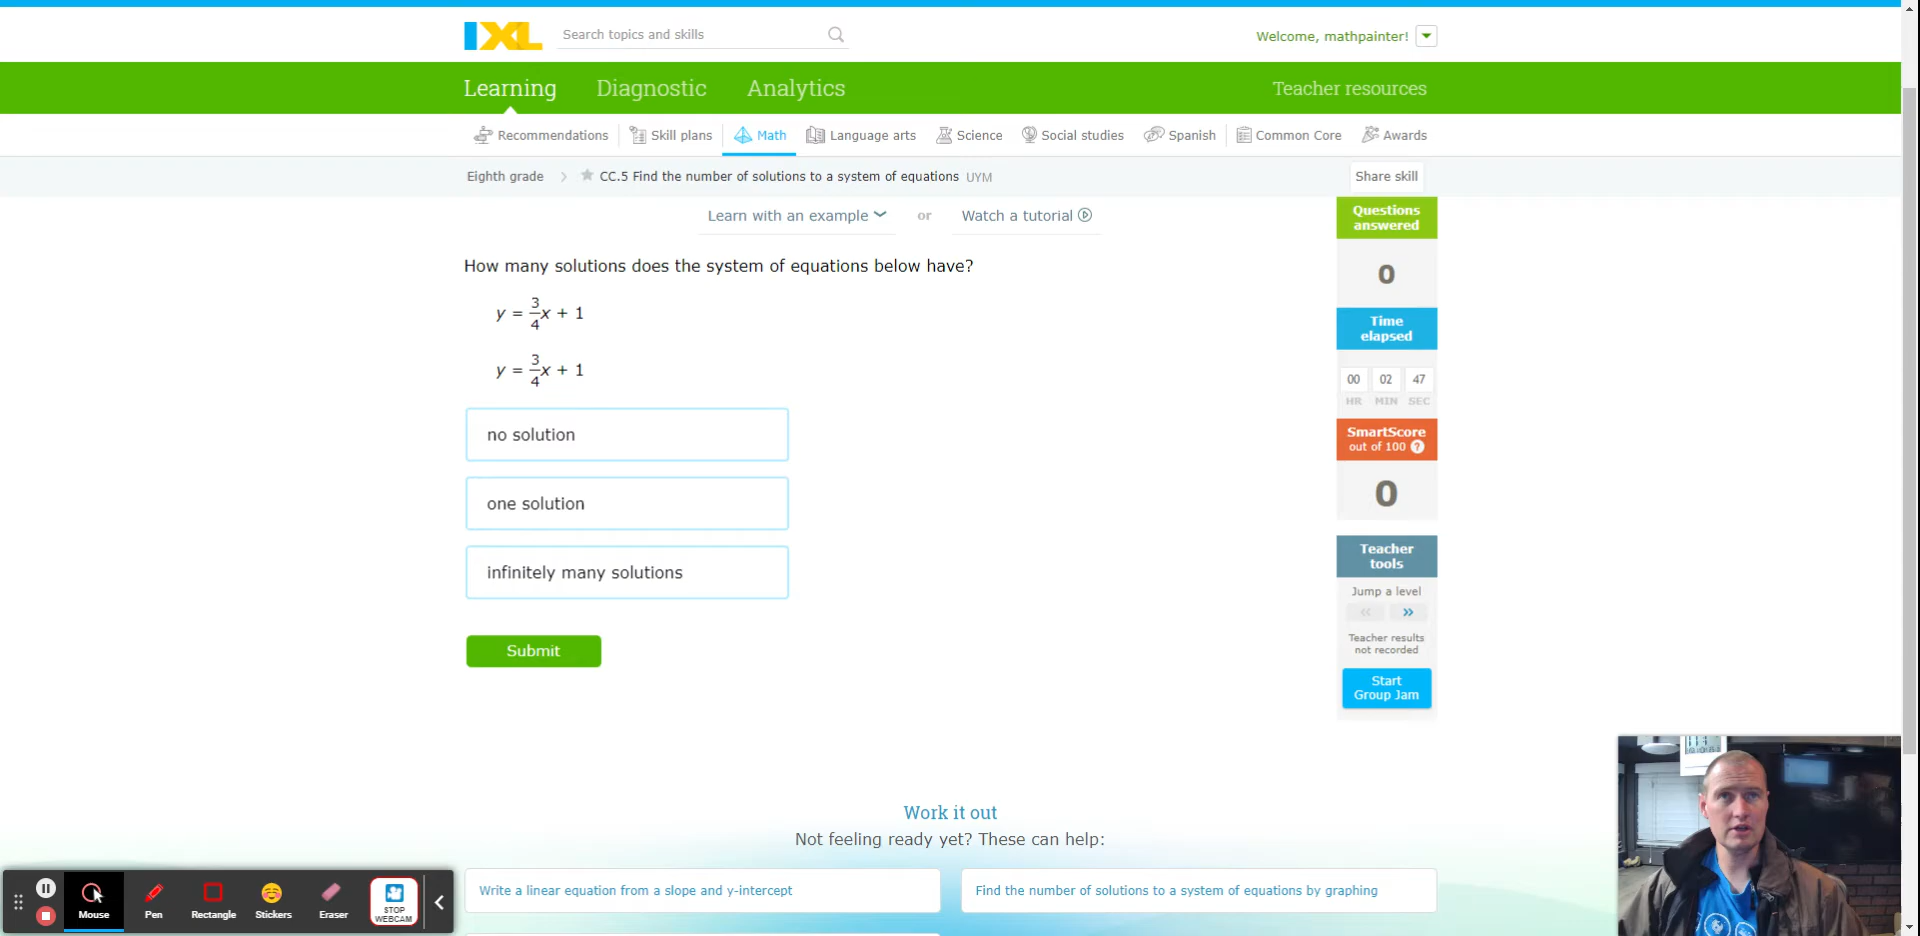 IXL
Search topics and skills
Welcome, mathpainter!
Learning Diagnostic Analytics Teacher resources
Recommendations Skill plans Math Language arts Science Social studies Spanish Common Core Awards
Eighth grade > CC.5 Find the number of solutions to a system of equations UYM
Share skill
Learn with an example or Watch a tutorial
How many solutions does the system of equations below have?
y = 3/4x + 1
y = 3/4x + 1
no solution
one solution
infinitely many solutions
Submit
Questions
answered
0
Time
elapsed
00 02 47
HR MIN SEC
SmartScore
out of 100 ?
0
Teacher
tools
Jump a level
<< >>
Teacher results
not recorded
Start
Group Jam
Work it out
Not feeling ready yet? These can help:
Write a linear equation from a slope and y-intercept
Find the number of solutions to a system of equations by graphing
Mouse Pen Rectangle Stickers Eraser STOP
WEBCAM